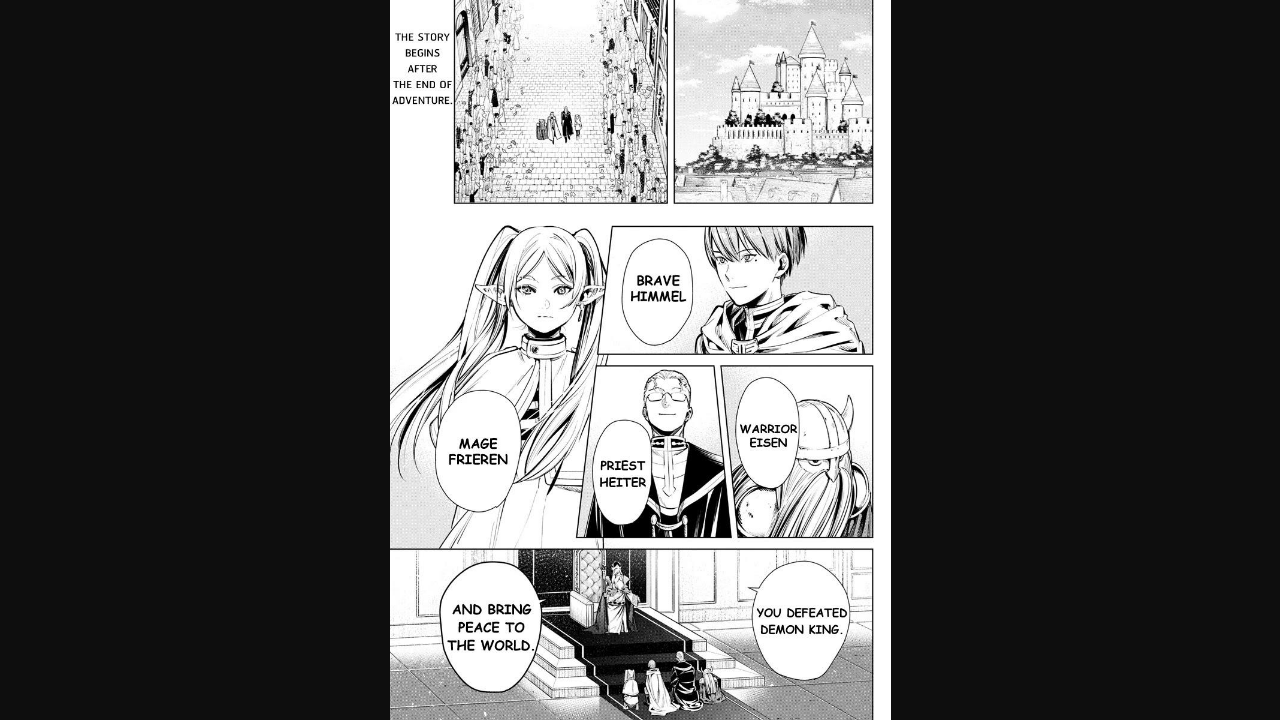 THE STORY
BEGINS
AFTER
THE END OF
ADVENTURE.
BRAVE
HIMMEL
WARRIOR
EISEN
PRIEST
HEITER
MAGE
FRIEREN
YOU DEFEATED
DEMON KING.
AND BRING
PEACE TO
THE WORLD.